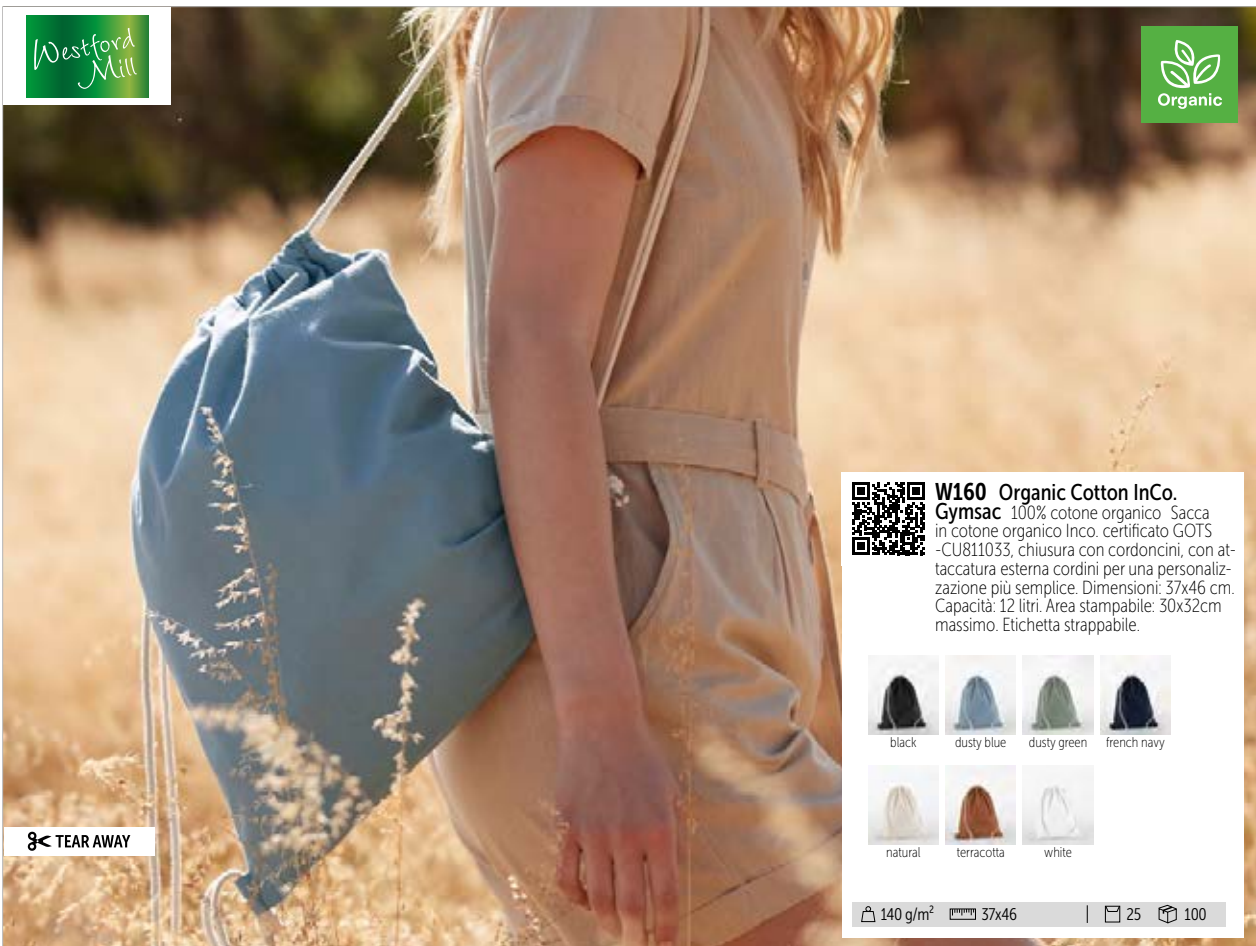 Westford
Mill
Organic
W160 Organic Cotton InCo.
Gymsac 100% cotone organico Sacca
in cotone organico Inco. certificato GOTS
-CU811033, chiusura con cordoncini, con at-
taccatura esterna cordini per una personaliz-
zazione più semplice. Dimensioni: 37x46 cm.
Capacità: 12 litri. Area stampabile: 30x32cm
massimo. Etichetta strappabile.
black dusty blue dusty green french navy
natural terracotta white
TEAR AWAY
140 g/m² 37x46 | 25 100